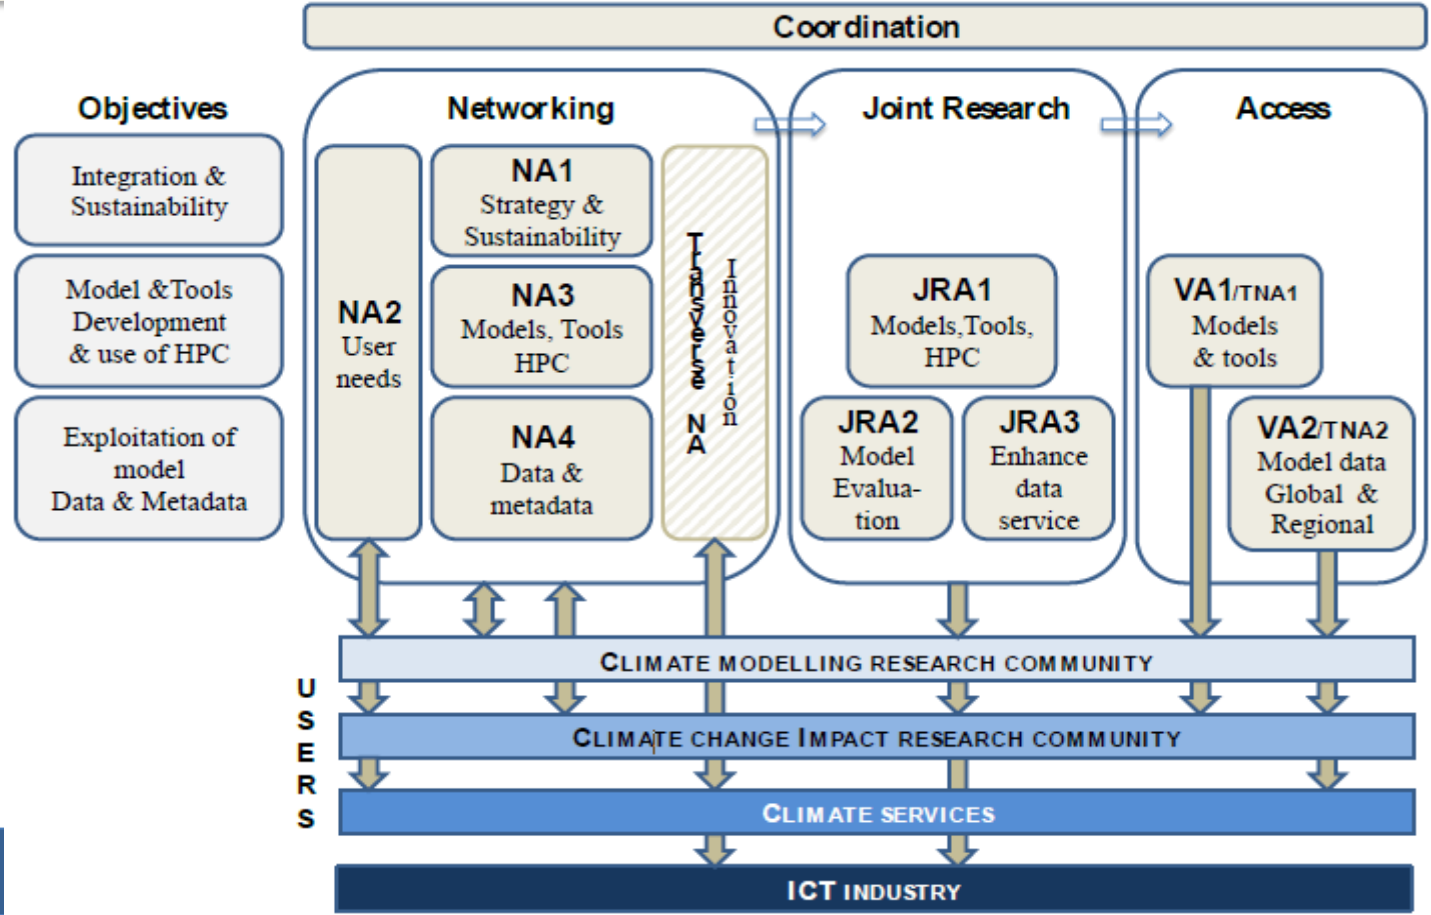 Coordination
Objectives
Integration &
Sustainability
Model &Tools
Development
& use of HPC
Exploitation of
model
Data & Metadata
Networking
NA2
User
needs
NA1
Strategy &
Sustainability
NA3
Models, Tools
HPC
NA4
Data &
metadata
Transverse NA
Innovation
Joint Research
JRA1
Models,Tools,
HPC
JRA2
Model
Evalua-
tion
JRA3
Enhance
data
service
Access
VA1/TNA1
Models
& tools
VA2/TNA2
Model data
Global &
Regional
USERS
CLIMATE MODELLING RESEARCH COMMUNITY
CLIMATE CHANGE IMPACT RESEARCH COMMUNITY
CLIMATE SERVICES
ICT INDUSTRY